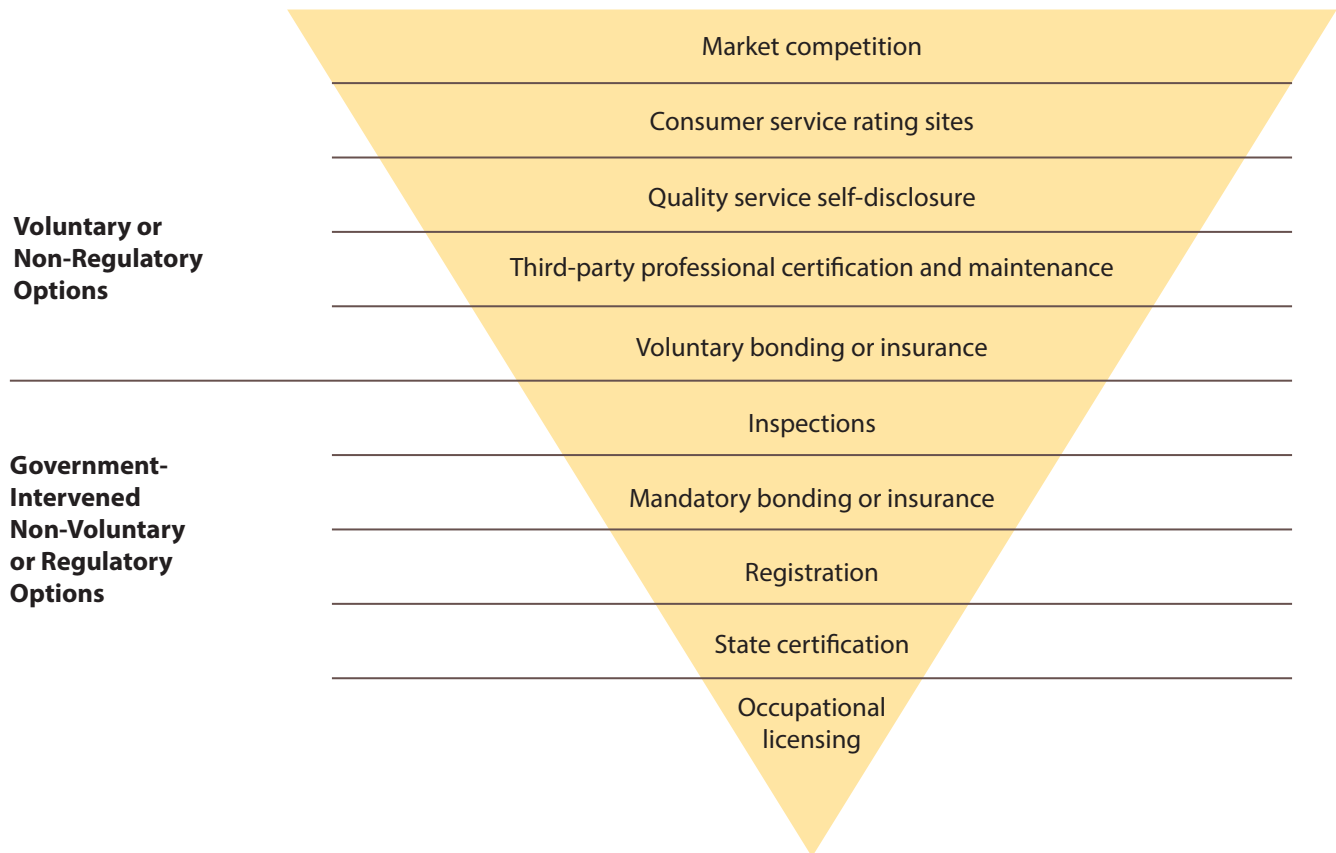 Market competition
Consumer service rating sites
Quality service self-disclosure
Voluntary or
Non-Regulatory
Options
Third-party professional certification and maintenance
Voluntary bonding or insurance
Inspections
Government-
Intervened
Non-Voluntary
or Regulatory
Options
Mandatory bonding or insurance
Registration
State certification
Occupational
licensing